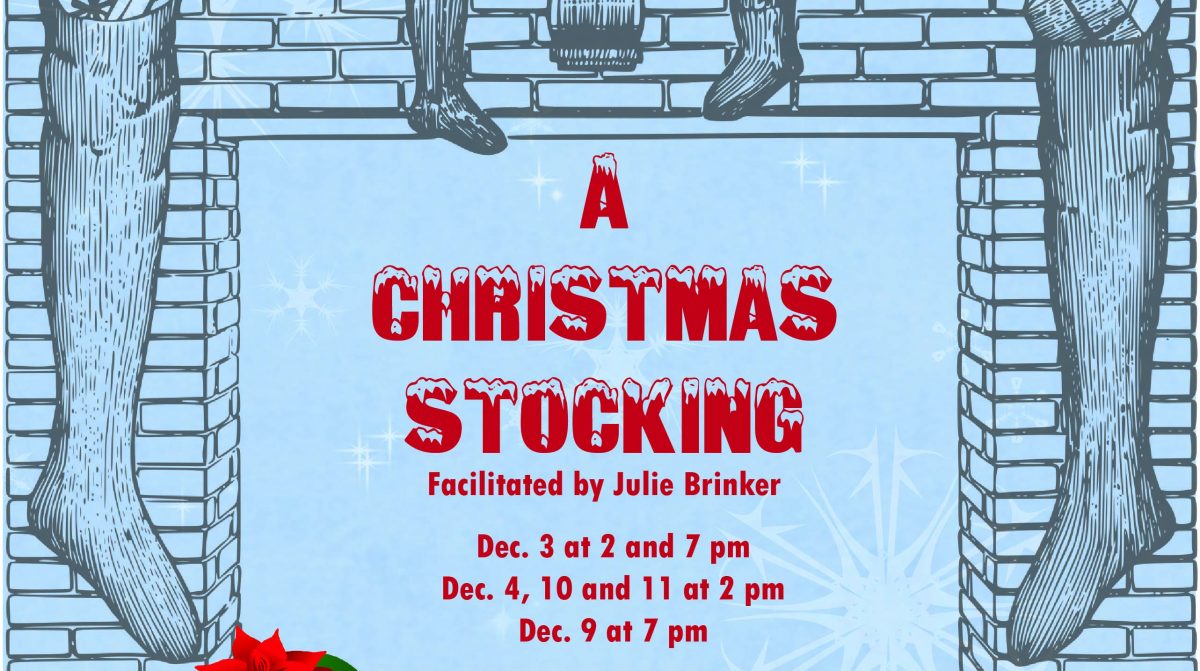 A
CHRISTMAS
STOCKING
Facilitated by Julie Brinker
Dec. 3 at 2 and 7 pm
Dec. 4, 10 and 11 at 2 pm
Dec. 9 at 7 pm